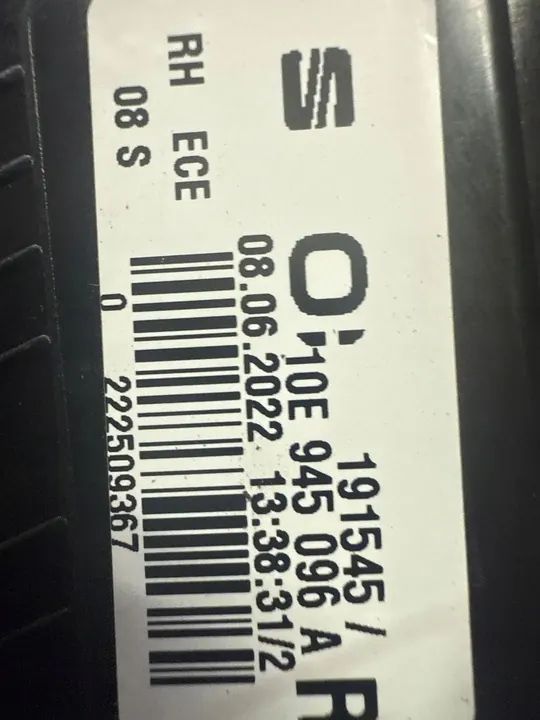 191545 /
O. R
10E 945 096 A
08.06.2022 13:38:31/2
RH ECE
08 S
0 222509367